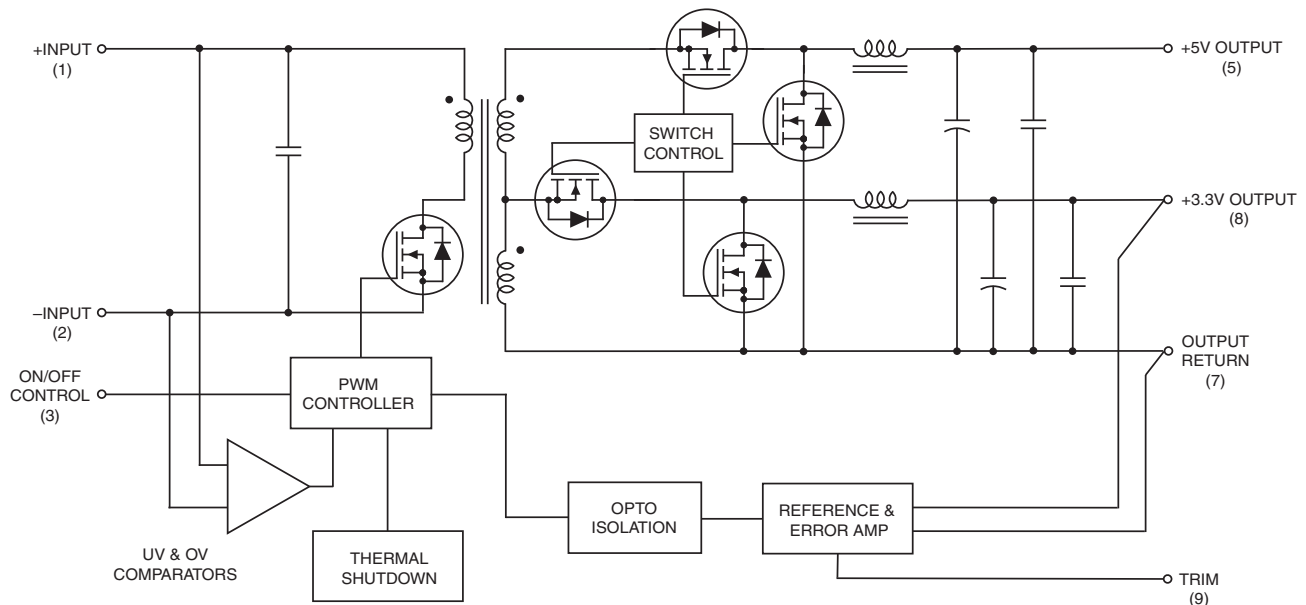 +INPUT
(1)
+5V OUTPUT
(5)
SWITCH
CONTROL
+3.3V OUTPUT
(8)
–INPUT
(2)
OUTPUT
RETURN
(7)
ON/OFF
CONTROL
(3)
PWM
CONTROLLER
OPTO
ISOLATION
REFERENCE &
ERROR AMP
UV & OV
COMPARATORS
THERMAL
SHUTDOWN
TRIM
(9)